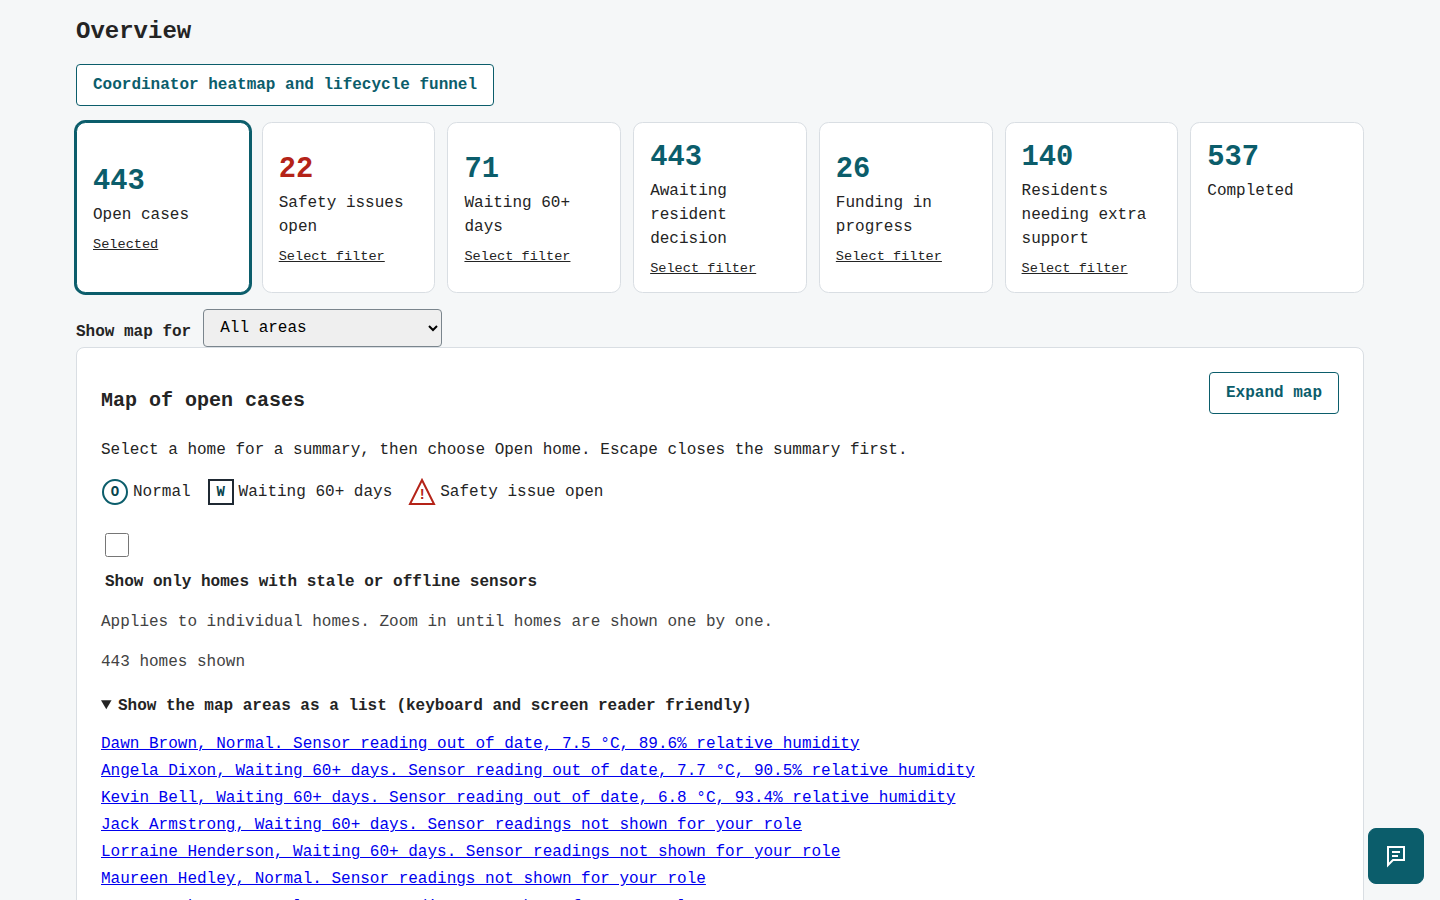 Overview
Coordinator heatmap and lifecycle funnel
443
Open cases
Selected
22
Safety issues
open
Select filter
71
Waiting 60+
days
Select filter
443
Awaiting
resident
decision
Select filter
26
Funding in
progress
Select filter
140
Residents
needing extra
support
Select filter
537
Completed
Show map for
All areas
Map of open cases
Expand map
Select a home for a summary, then choose Open home. Escape closes the summary first.
O Normal W Waiting 60+ days ! Safety issue open
Show only homes with stale or offline sensors
Applies to individual homes. Zoom in until homes are shown one by one.
443 homes shown
Show the map areas as a list (keyboard and screen reader friendly)
Dawn Brown, Normal. Sensor reading out of date, 7.5 °C, 89.6% relative humidity
Angela Dixon, Waiting 60+ days. Sensor reading out of date, 7.7 °C, 90.5% relative humidity
Kevin Bell, Waiting 60+ days. Sensor reading out of date, 6.8 °C, 93.4% relative humidity
Jack Armstrong, Waiting 60+ days. Sensor readings not shown for your role
Lorraine Henderson, Waiting 60+ days. Sensor readings not shown for your role
Maureen Hedley, Normal. Sensor readings not shown for your role